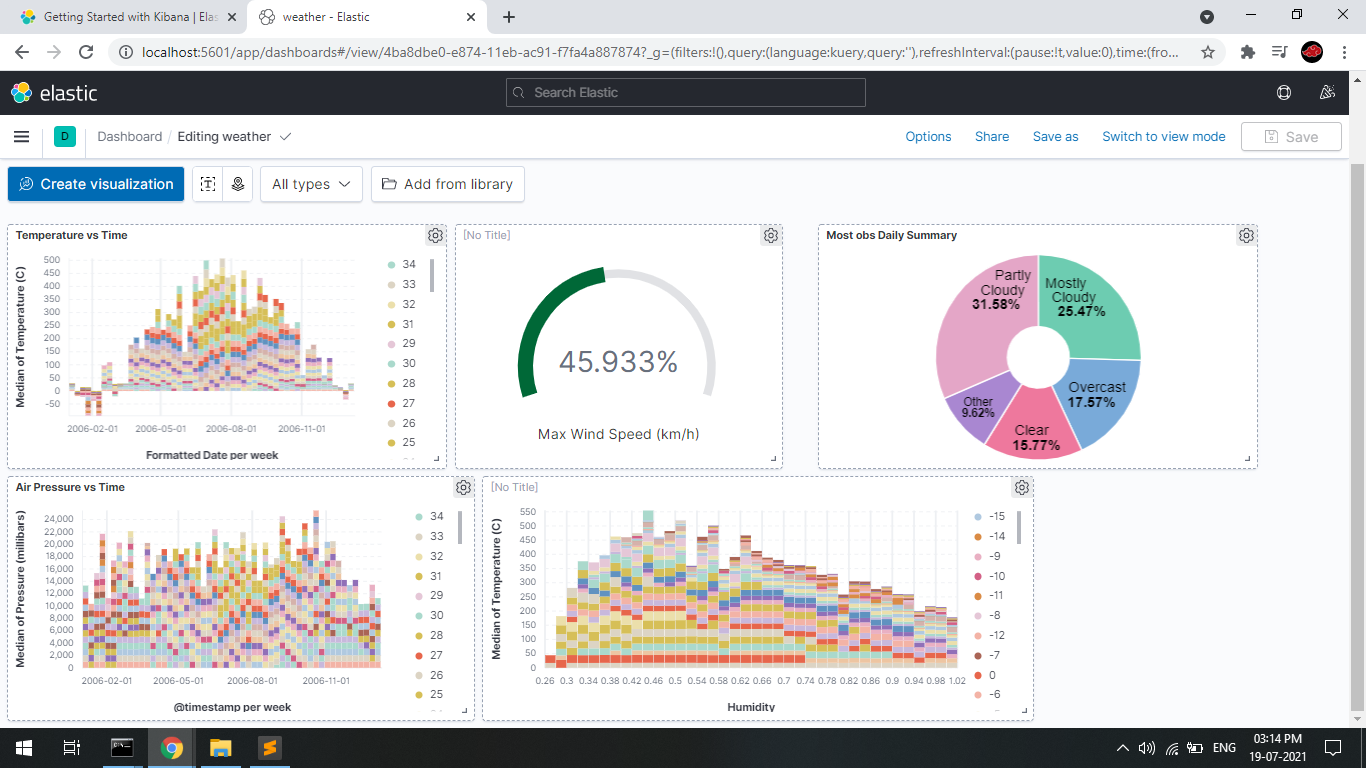 Getting Started with Kibana | Elas
weather - Elastic
localhost:5601/app/dashboards#/view/4ba8dbe0-e874-11eb-ac91-f7fa4a887874?_g=(filters:!(),query:(language:kuery,query:''),refreshInterval:(pause:!t,value:0),time:(fro...
elastic
Search Elastic
D
Dashboard / Editing weather
Options
Share
Save as
Switch to view mode
Save
Create visualization
All types
Add from library
Temperature vs Time
Median of Temperature (C)
500
450
400
350
300
250
200
150
100
50
0
-50
2006-02-01
2006-05-01
2006-08-01
2006-11-01
Formatted Date per week
34
33
32
31
29
30
28
27
26
25
[No Title]
45.933%
Max Wind Speed (km/h)
Most obs Daily Summary
Partly
Cloudy
31.58%
Mostly
Cloudy
25.47%
Overcast
17.57%
Other
9.62%
Clear
15.77%
Air Pressure vs Time
Median of Pressure (millibars)
24,000
22,000
20,000
18,000
16,000
14,000
12,000
10,000
8,000
6,000
4,000
2,000
0
2006-02-01
2006-05-01
2006-08-01
2006-11-01
@timestamp per week
34
33
32
31
29
30
28
27
26
25
[No Title]
Median of Temperature (C)
550
500
450
400
350
300
250
200
150
100
50
0
0.26 0.3 0.34 0.38 0.42 0.46 0.5 0.54 0.58 0.62 0.66 0.7 0.74 0.78 0.82 0.86 0.9 0.94 0.98 1.02
Humidity
-15
-14
-9
-10
-11
-8
-12
-7
0
-6
ENG
03:14 PM
19-07-2021